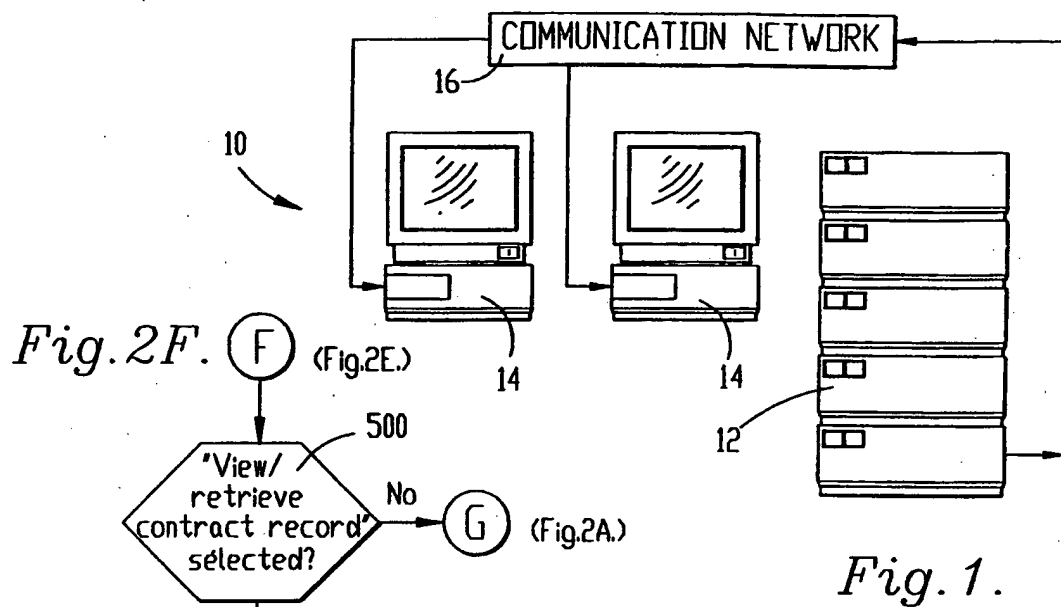 COMMUNICATION NETWORK
16
10
14
14
12
Fig. 1.
Fig. 2F.
F
(Fig.2E.)
500
"View/
retrieve
contract record"
selected?
No
G
(Fig.2A.)